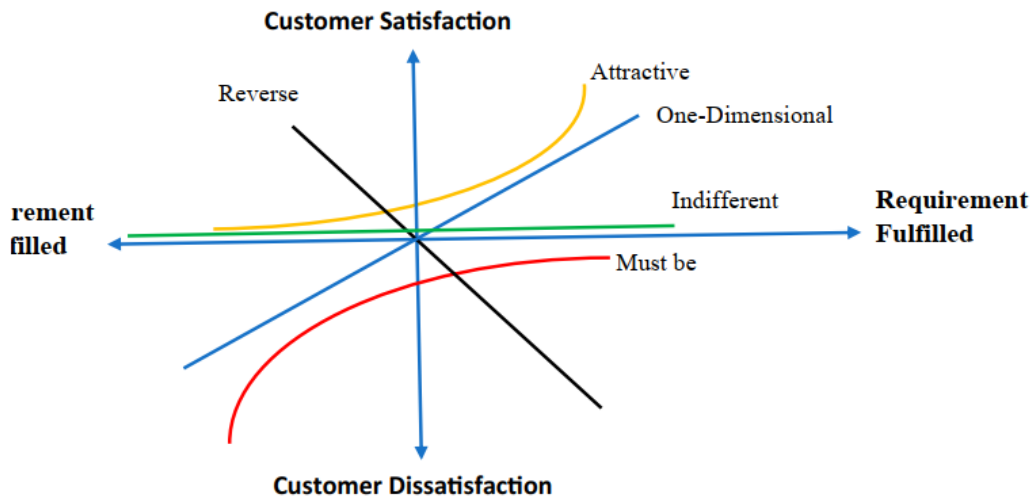 Customer Satisfaction
Attractive
Reverse
One-Dimensional
Indifferent
rement
filled
Requirement
Fulfilled
Must be
Customer Dissatisfaction